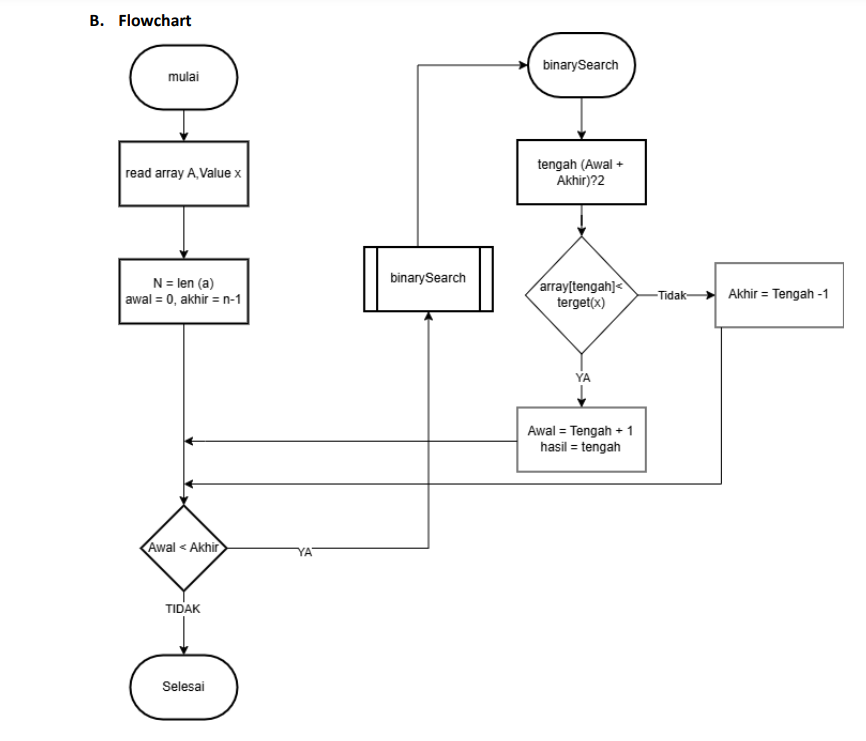 B. Flowchart
mulai
read array A,Value x
N = len (a)
awal = 0, akhir = n-1
Awal < Akhir
YA
TIDAK
Selesai
binarySearch
binarySearch
tengah (Awal +
Akhir)?2
array[tengah]<
terget(x)
Tidak
Akhir = Tengah -1
YA
Awal = Tengah + 1
hasil = tengah